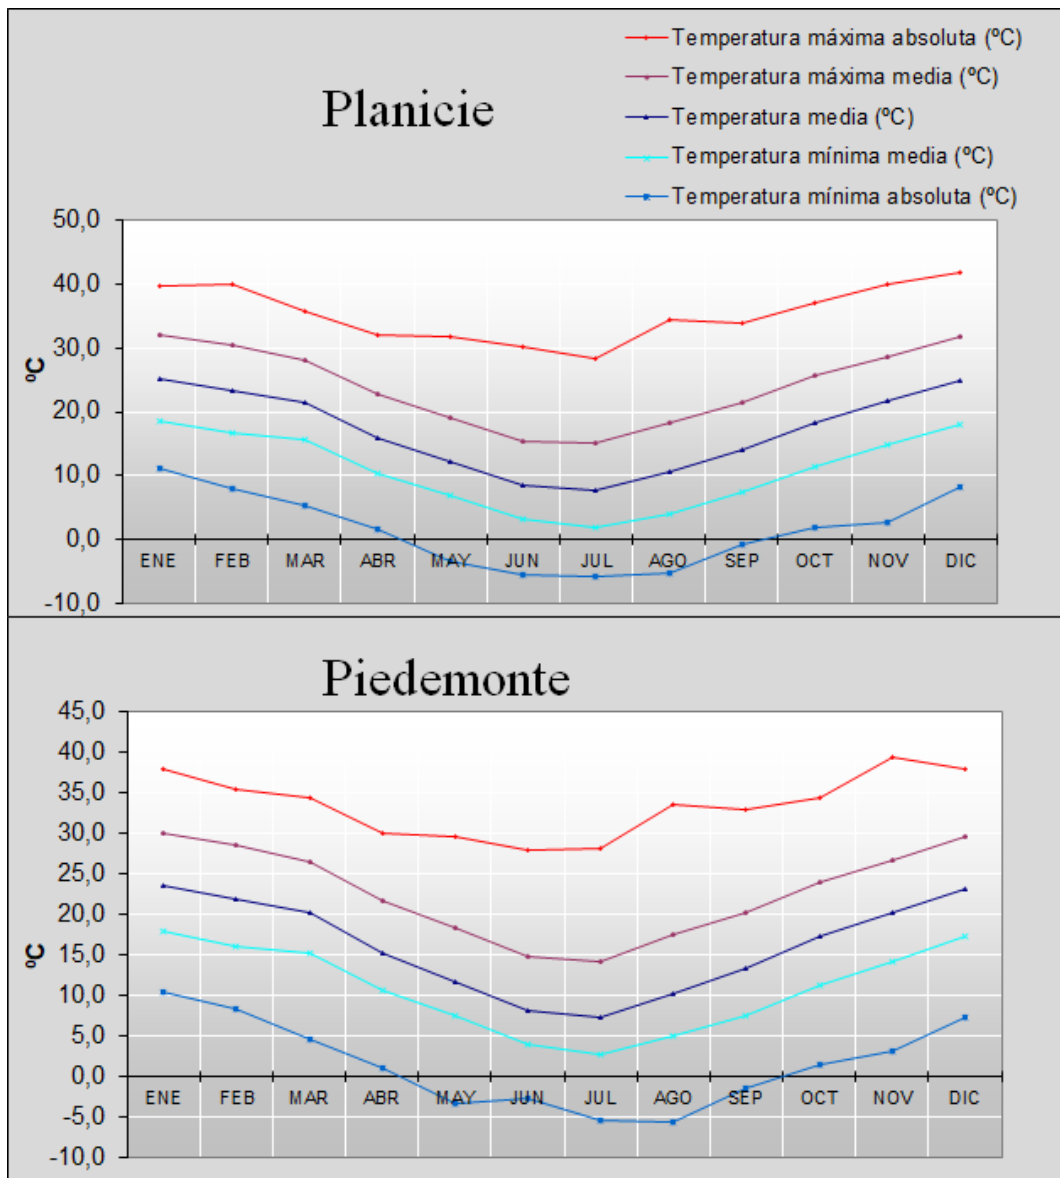 Temperatura máxima absoluta (ºC)
Temperatura máxima media (ºC)
Planicie
Temperatura media (ºC)
Temperatura mínima media (ºC)
Temperatura mínima absoluta (ºC)
50,0
40,0
30,0
ºC
20,0
10,0
0,0
ENE FEB MAR ABR MAY JUN JUL AGO SEP OCT NOV DIC
-10,0
Piedemonte
45,0
40,0
35,0
30,0
25,0
20,0
ºC
15,0
10,0
5,0
0,0
ENE FEB MAR ABR MAY JUN JUL AGO SEP OCT NOV DIC
-5,0
-10,0